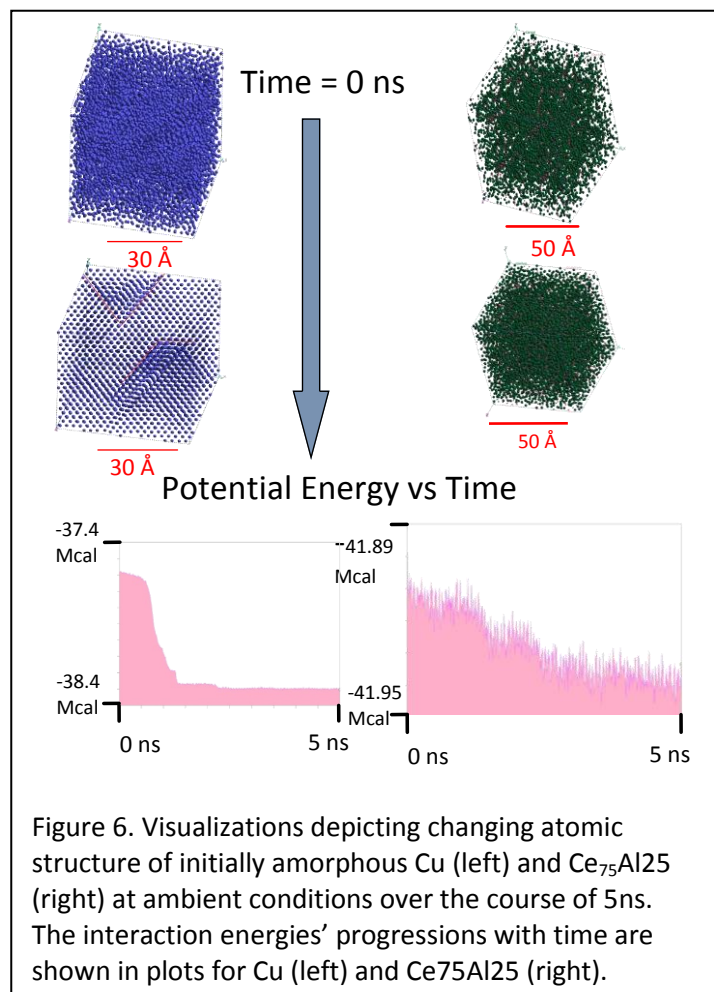 Time = 0 ns
30 Å
50 Å
30 Å
50 Å
Potential Energy vs Time
-37.4
Mcal
-38.4
Mcal
0 ns
5 ns
-41.89
Mcal
-41.95
Mcal
0 ns
5 ns
Figure 6. Visualizations depicting changing atomic
structure of initially amorphous Cu (left) and Ce₇₅Al25
(right) at ambient conditions over the course of 5ns.
The interaction energies’ progressions with time are
shown in plots for Cu (left) and Ce75Al25 (right).